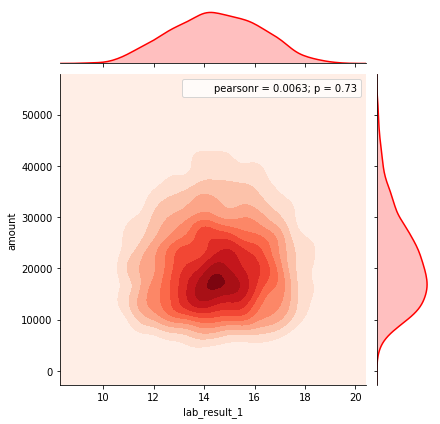 pearsonr = 0.0063; p = 0.73
50000
40000
30000
20000
10000
0
amount
10 12 14 16 18 20
lab_result_1